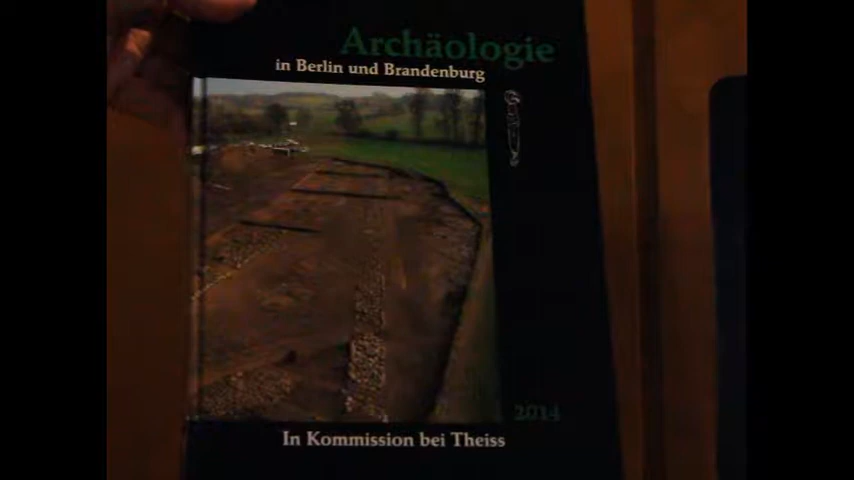 Archäologie
in Berlin und Brandenburg
2014
In Kommission bei Theiss